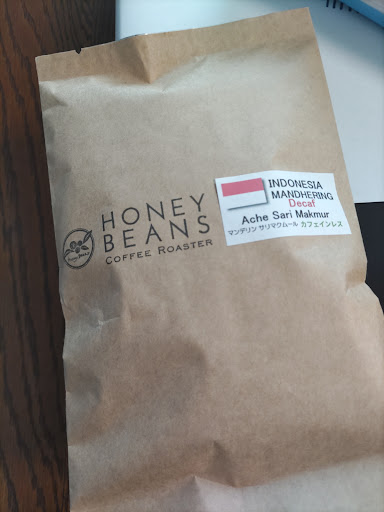 HONEY
BEANS
COFFEE ROASTER
INDONESIA
MANDHERING
Decaf
Ache Sari Makmur
マンデリン サリマクムール カフェインレス